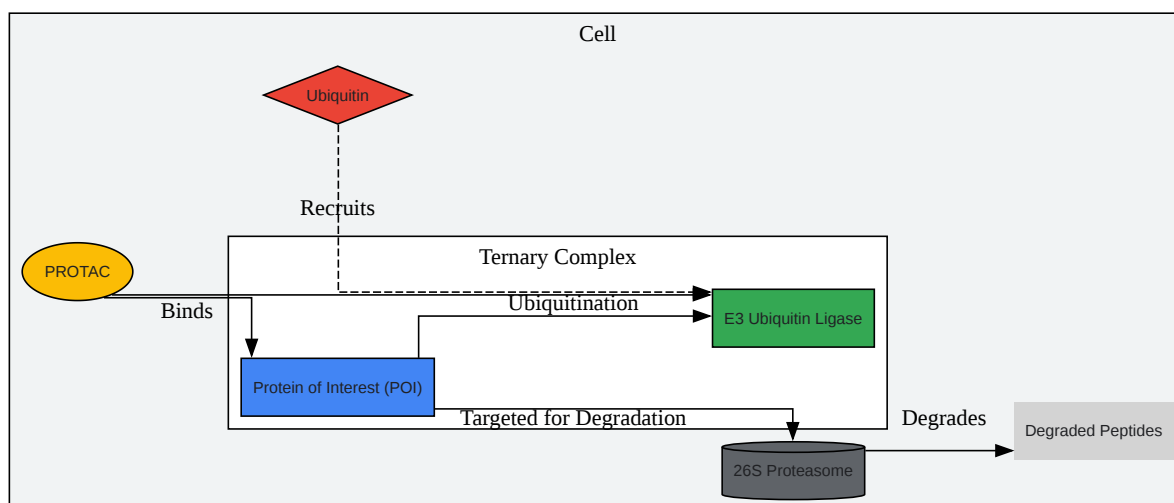 Cell
Ubiquitin
Recruits
Ternary Complex
PROTAC
Binds
Ubiquitination
E3 Ubiquitin Ligase
Protein of Interest (POI)
Targeted for Degradation
Degrades
Degraded Peptides
26S Proteasome